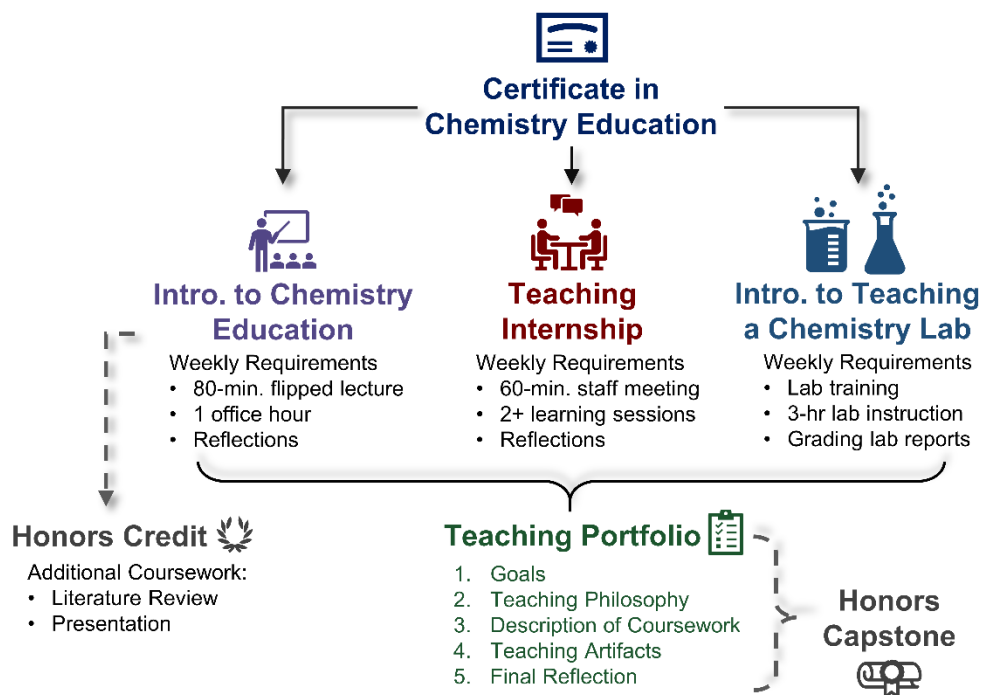 Certificate in
Chemistry Education
Intro. to Chemistry
Education
Weekly Requirements
• 80-min. flipped lecture
• 1 office hour
• Reflections
Teaching
Internship
Weekly Requirements
• 60-min. staff meeting
• 2+ learning sessions
• Reflections
Intro. to Teaching
a Chemistry Lab
Weekly Requirements
• Lab training
• 3-hr lab instruction
• Grading lab reports
Honors Credit
Additional Coursework:
• Literature Review
• Presentation
Teaching Portfolio
1. Goals
2. Teaching Philosophy
3. Description of Coursework
4. Teaching Artifacts
5. Final Reflection
Honors
Capstone